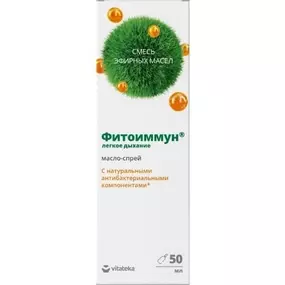 СМЕСЬ
ЭФИРНЫХ МАСЕЛ
Фитоиммун®
легкое дыхание
масло-спрей
С натуральными
антибактериальными
компонентами*
vitateka
50
мл